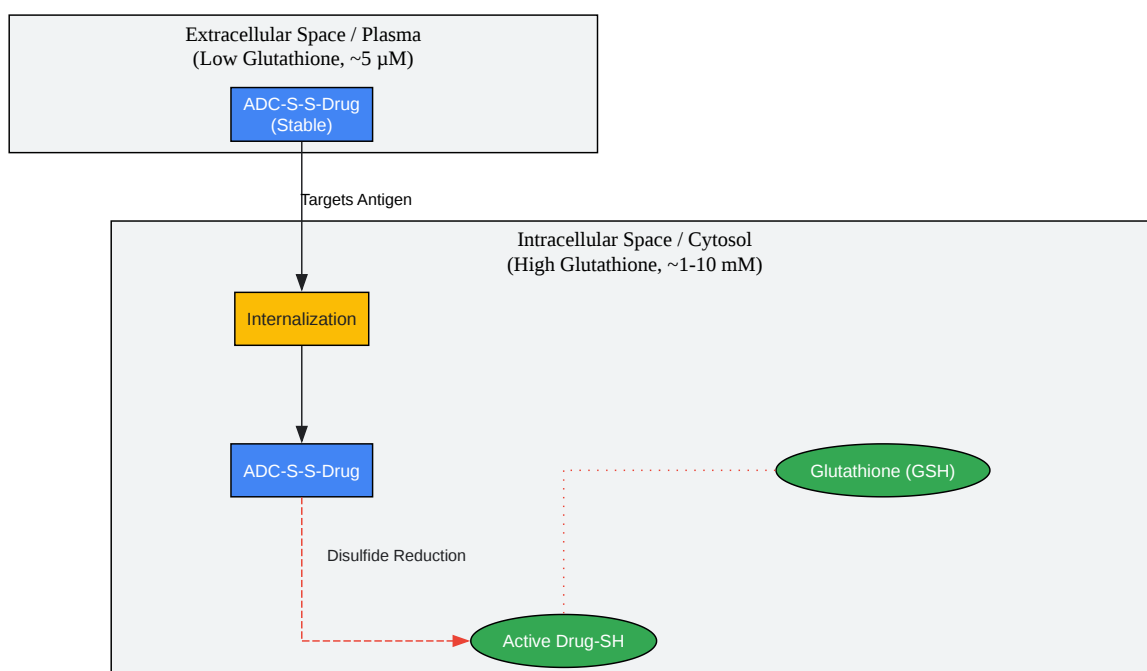 Extracellular Space / Plasma
(Low Glutathione, ~5 µM)
ADC-S-S-Drug
(Stable)
Targets Antigen
Intracellular Space / Cytosol
(High Glutathione, ~1-10 mM)
Internalization
ADC-S-S-Drug
Glutathione (GSH)
Disulfide Reduction
Active Drug-SH